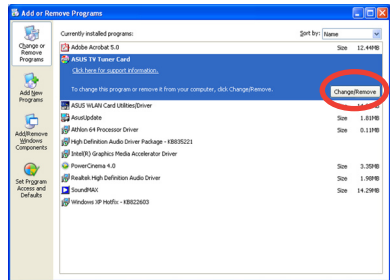 Add or Remove Programs
Currently installed programs:
Sort by: Name
Change or
Remove
Programs
Adobe Acrobat 5.0 Size 12.44MB
ASUS TV Tuner Card
Click here for support information.
To change this program or remove it from your computer, click Change/Remove.
Change/Remove
Add New
Programs
ASUS WLAN Card Utilities/Driver Size
AsusUpdate Size 1.81MB
Athlon 64 Processor Driver Size 0.11MB
Add/Remove
Windows
Components
High Definition Audio Driver Package - KB835221
Intel(R) Graphics Media Accelerator Driver
PowerCinema 4.0 Size 3.35MB
Realtek High Definition Audio Driver Size 1.98MB
Set Program
Access and
Defaults
SoundMAX Size 14.29MB
Windows XP Hotfix - KB822603